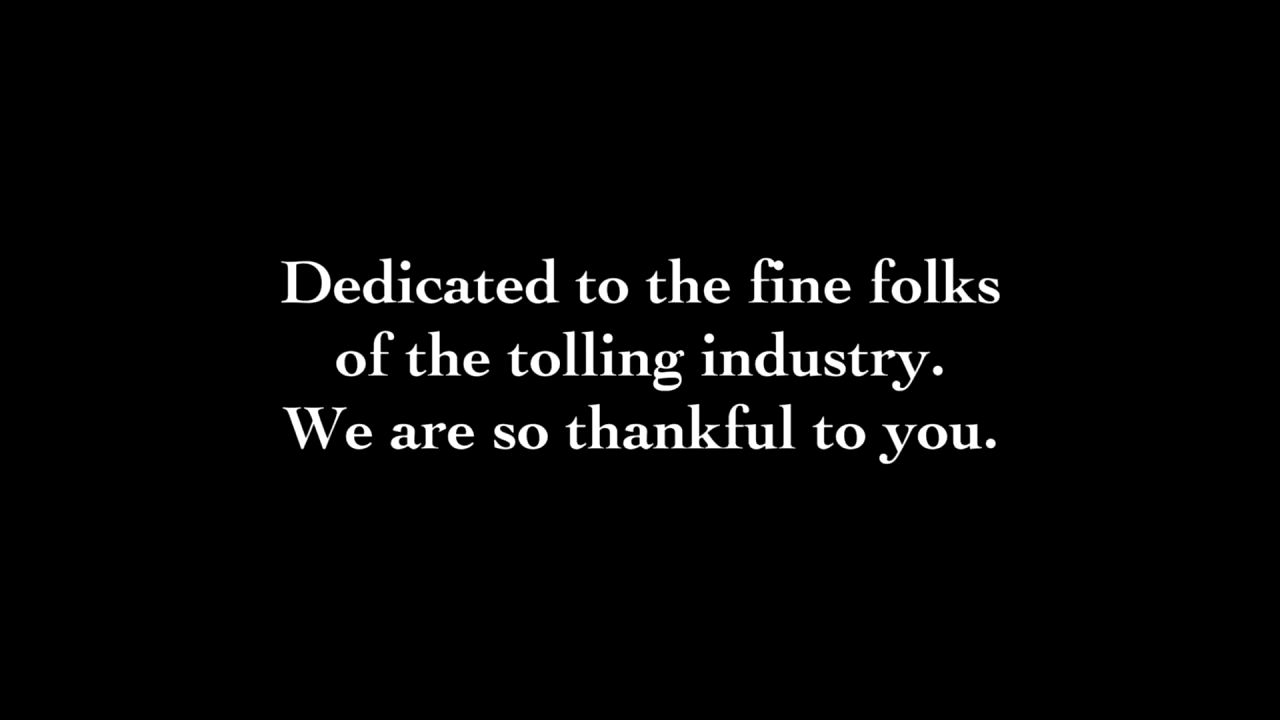 Dedicated to the fine folks
of the tolling industry.
We are so thankful to you.